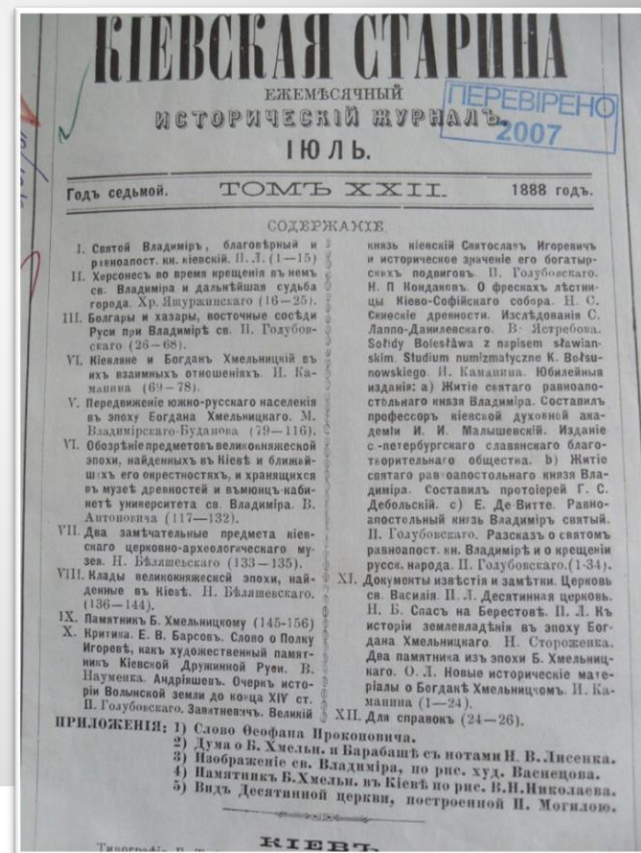 КІЕВСКАЯ СТАРИНА
ЕЖЕМѢСЯЧНЫЙ
ИСТОРИЧЕСКІЙ ЖУРНАЛЪ.
ПЕРЕВІРЕНО
2007
ІЮЛЬ.
Годъ седьмой. ТОМЪ XXII. 1888 годъ.
СОДЕРЖАНІЕ.
I. Святой Владиміръ, благовѣрный и
равноапост. кн. кіевскій. П. Л. (1—15)
II. Херсонесъ во время крещенія въ немъ
св. Владиміра и дальнѣйшая судьба
города. Хр. Ящуржинскаго (16—25).
III. Болгары и хазары, восточные сосѣди
Руси при Владимірѣ св. П. Голубов-
скаго (26—68).
VI. Кіевляне и Богданъ Хмельницкій въ
ихъ взаимныхъ отношеніяхъ. И. Ка-
манина (69—78).
V. Передвиженіе южно-русскаго населенія
въ эпоху Богдана Хмельницкаго. М.
Владимірскаго-Буданова (79—116).
VI. Обозрѣніе предметовъ великокняжеской
эпохи, найденныхъ въ Кіевѣ и ближай-
шихъ его окрестностяхъ, и хранящихся
въ музеѣ древностей и въ мюнцъ-каби-
нетѣ университета св. Владиміра. В.
Антоновича (117—132).
VII. Два замѣчательные предмета кіев-
скаго церковно-археологическаго му-
зея. Н. Бѣляшевскаго (133—135).
VIII. Клады великокняжеской эпохи, най-
денные въ Кіевѣ. Н. Бѣляшевскаго.
(136—144).
IX. Памятникъ Б. Хмельницкому (145-156)
X. Критика. Е. В. Барсовъ. Слово о Полку
Игоревѣ, какъ художественный памят-
никъ Кіевской Дружинной Руси. В.
Науменка. Андріяшевъ. Очеркъ исто-
ріи Волынской земли до конца XIV ст.
П. Голубовскаго. Завитневичъ. Великій
князь кіевскій Святославъ Игоревичъ
и историческое значеніе его богатыр-
скихъ подвиговъ. П. Голубовскаго.
Н. П Кондаковъ. О фрескахъ лѣстни-
цы Кіево-Софійскаго собора. Н. С.
Скиескіе древности. Изслѣдованія С.
Лаппо-Данилевскаго. В. Ястребова.
Solidy Bolesława z napisem słowian-
skim. Studium numizmatyczne K. Bołsu-
nowskiego. И. Каманина. Юбилейныя
изданія: а) Житіе святаго равноапо-
стольнаго князя Владиміра. Составилъ
профессоръ кіевской духовной ака-
деміи И. И. Малышевскій. Изданіе
с.-петербургскаго славянскаго благо-
творительнаго общества. b) Житіе
святаго равноапостольнаго князя Вла-
диміра. Составилъ протоіерей Г. С.
Дебольскій. с) Е. Де-Витте. Равно-
апостольный князь Владиміръ святый.
П. Голубовскаго. Разсказъ о святомъ
равноапост. кн. Владимірѣ и о крещеніи
русск. народа. П. Голубовскаго. (1-34).
XI. Документы извѣстія и замѣтки. Церковь
св. Василія. П. Л. Десятинная церковь.
Н. Б. Спасъ на Берестовѣ. П. Л. Къ
исторіи землевладѣнія въ эпоху Бог-
дана Хмельницкаго. Н. Стороженка.
Два памятника изъ эпохи Б. Хмельниц-
каго. О. Л. Новые историческіе мате-
ріалы о Богданѣ Хмельницкомъ. И. Ка-
манина (1—24).
XII. Для справокъ (24—26).
ПРИЛОЖЕНІЯ: 1) Слово Ѳеофана Прокоповича.
2) Дума о Б. Хмельн. и Барабашѣ съ нотами Н. В. Лисенка.
3) Изображеніе св. Владиміра, по рис. худ. Васнецова.
4) Памятникъ Б. Хмельн. въ Кіевѣ по рис. В. Н. Николаева.
5) Видъ Десятинной церкви, построенной П. Могилою.
КІЕВЪ